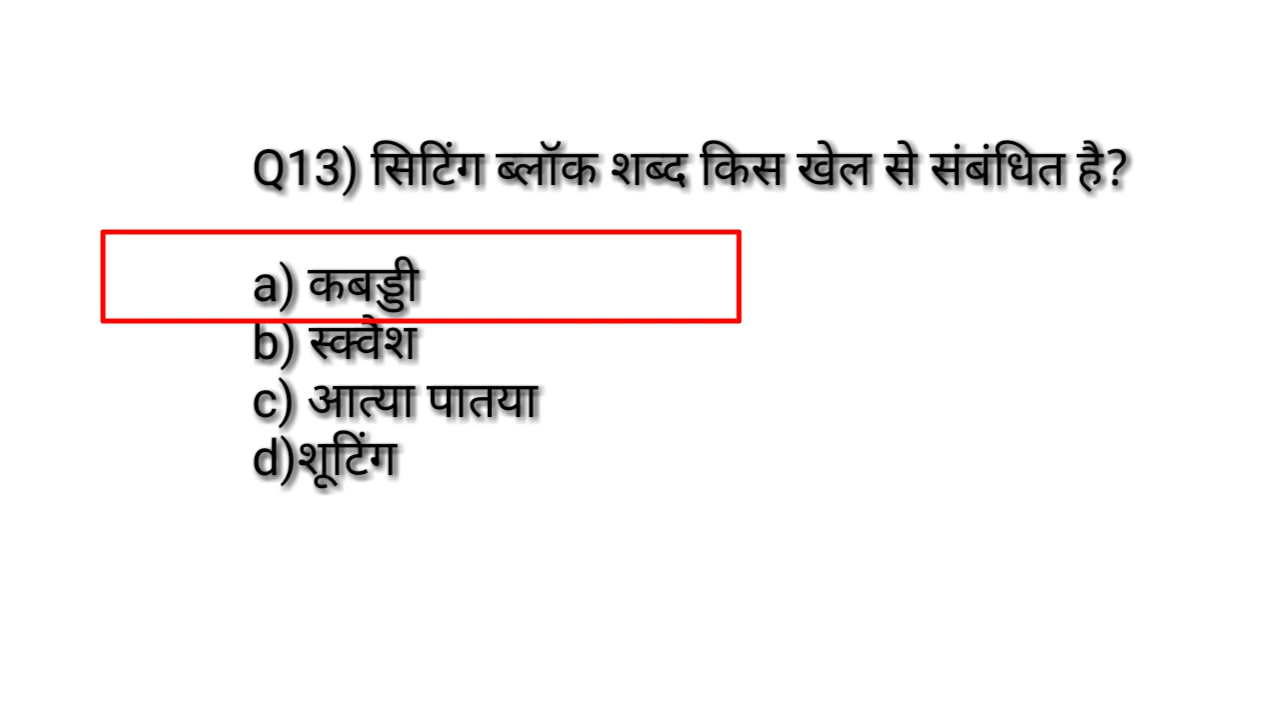 Q13) सिटिंग ब्लॉक शब्द किस खेल से संबंधित है?
a) कबड्डी
b) स्क्वेश
c) आत्या पातया
d)शूटिंग